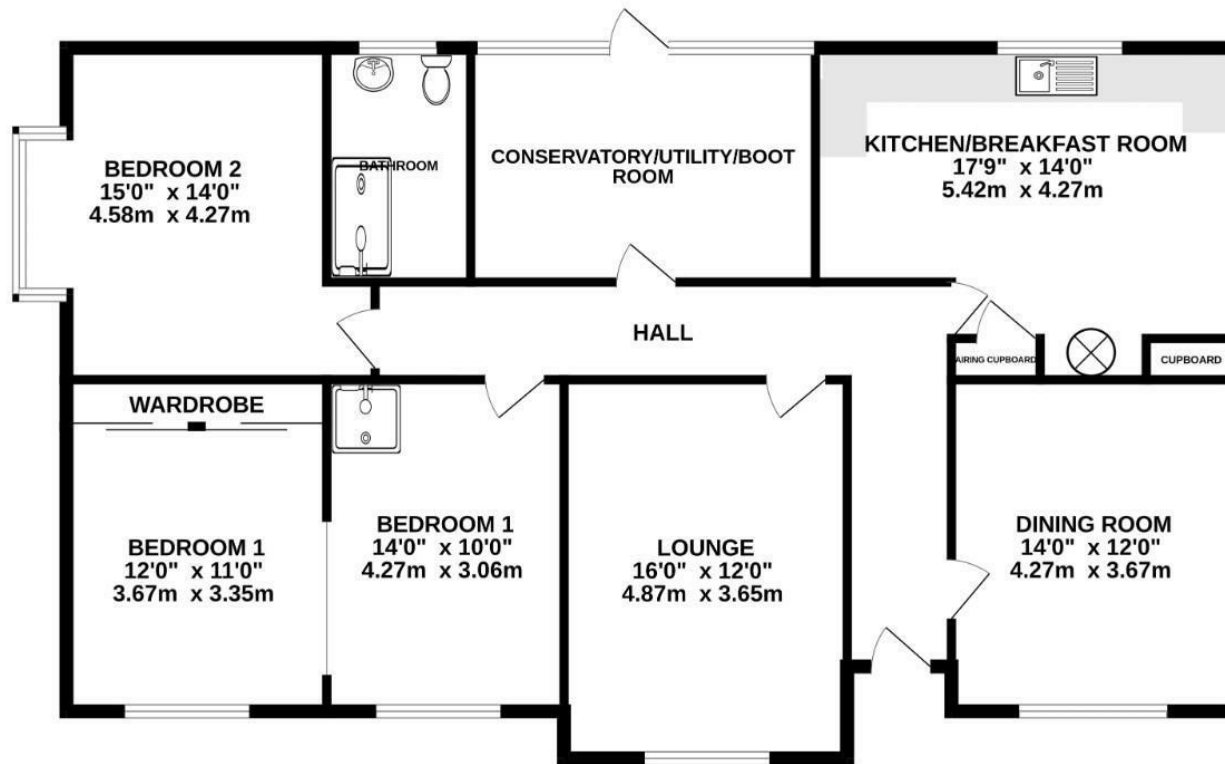 BEDROOM 2
15'0" x 14'0"
4.58m x 4.27m
BATHROOM
CONSERVATORY/UTILITY/BOOT
ROOM
KITCHEN/BREAKFAST ROOM
17'9" x 14'0"
5.42m x 4.27m
HALL
AIRING CUPBOARD
CUPBOARD
WARDROBE
BEDROOM 1
12'0" x 11'0"
3.67m x 3.35m
BEDROOM 1
14'0" x 10'0"
4.27m x 3.06m
LOUNGE
16'0" x 12'0"
4.87m x 3.65m
DINING ROOM
14'0" x 12'0"
4.27m x 3.67m